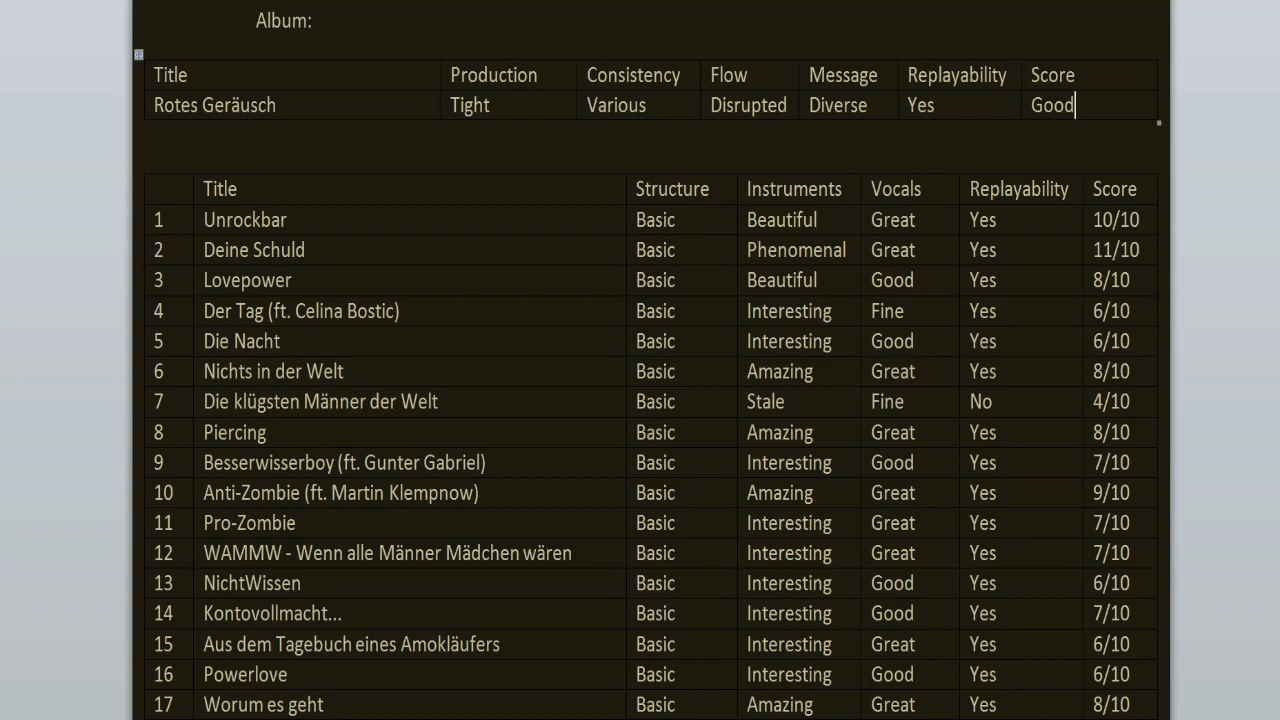 Album:
Title Production Consistency Flow Message Replayability Score
Rotes Geräusch Tight Various Disrupted Diverse Yes Good
Title Structure Instruments Vocals Replayability Score
1 Unrockbar Basic Beautiful Great Yes 10/10
2 Deine Schuld Basic Phenomenal Great Yes 11/10
3 Lovepower Basic Beautiful Good Yes 8/10
4 Der Tag (ft. Celina Bostic) Basic Interesting Fine Yes 6/10
5 Die Nacht Basic Interesting Good Yes 6/10
6 Nichts in der Welt Basic Amazing Great Yes 8/10
7 Die klügsten Männer der Welt Basic Stale Fine No 4/10
8 Piercing Basic Amazing Great Yes 8/10
9 Besserwisserboy (ft. Gunter Gabriel) Basic Interesting Good Yes 7/10
10 Anti-Zombie (ft. Martin Klempnow) Basic Amazing Great Yes 9/10
11 Pro-Zombie Basic Interesting Great Yes 7/10
12 WAMMW - Wenn alle Männer Mädchen wären Basic Interesting Great Yes 7/10
13 NichtWissen Basic Interesting Good Yes 6/10
14 Kontovollmacht... Basic Interesting Good Yes 7/10
15 Aus dem Tagebuch eines Amokläufers Basic Interesting Great Yes 6/10
16 Powerlove Basic Interesting Good Yes 6/10
17 Worum es geht Basic Amazing Great Yes 8/10